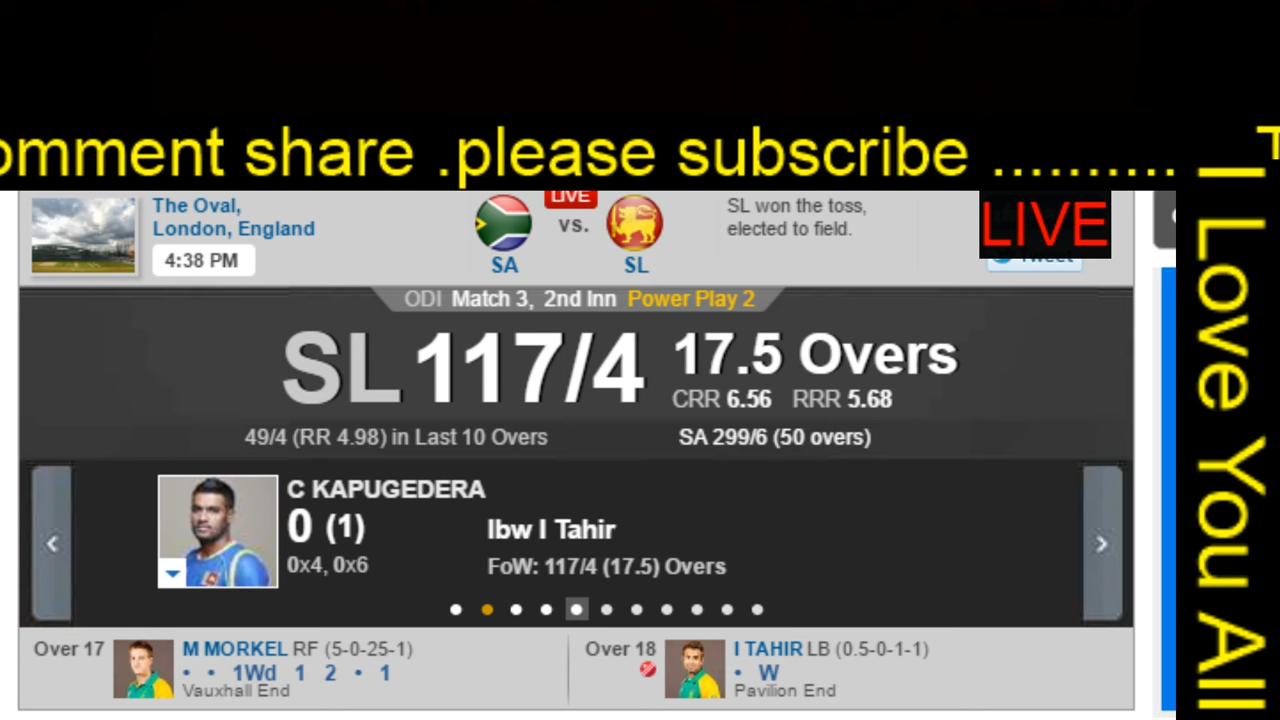 omment share .please subscribe ..........
I Love You All
The Oval,
London, England
4:38 PM
LIVE
vs.
SA
SL
SL won the toss,
elected to field.
LIVE
Tweet
ODI Match 3, 2nd Inn Power Play 2
SL 117/4
17.5 Overs
CRR 6.56 RRR 5.68
49/4 (RR 4.98) in Last 10 Overs
SA 299/6 (50 overs)
C KAPUGEDERA
0 (1)
0x4, 0x6
lbw I Tahir
FoW: 117/4 (17.5) Overs
Over 17
M MORKEL RF (5-0-25-1)
• • 1Wd 1 2 • 1
Vauxhall End
Over 18
I TAHIR LB (0.5-0-1-1)
• W
Pavilion End